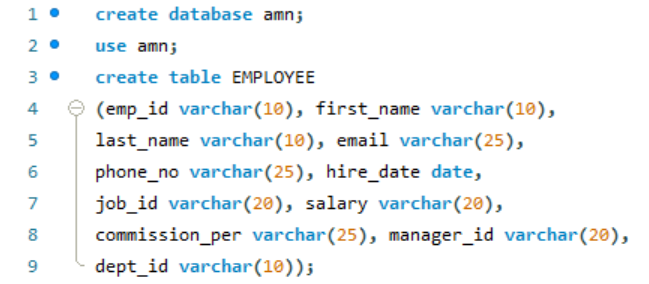 1 create database amn;
2 use amn;
3 create table EMPLOYEE
4 (emp_id varchar(10), first_name varchar(10),
5 last_name varchar(10), email varchar(25),
6 phone_no varchar(25), hire_date date,
7 job_id varchar(20), salary varchar(20),
8 commission_per varchar(25), manager_id varchar(20),
9 dept_id varchar(10));